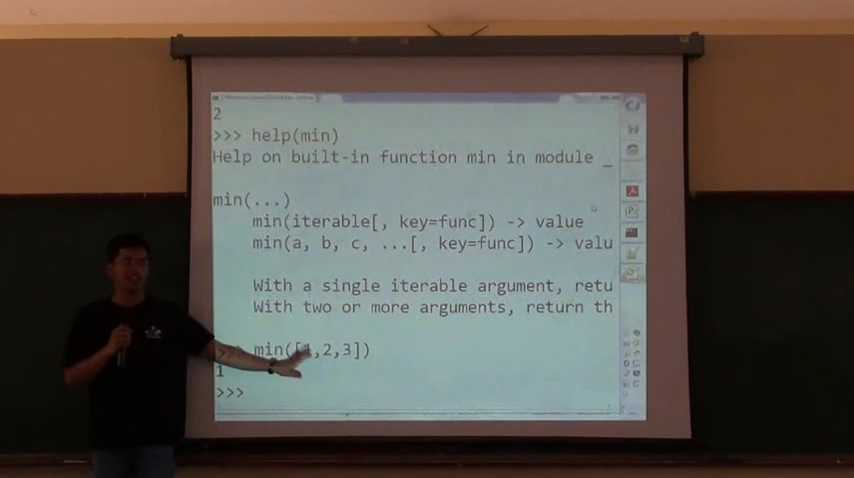 2
>>> help(min)
Help on built-in function min in module _
min(...)
min(iterable[, key=func]) -> value
min(a, b, c, ...[, key=func]) -> valu
With a single iterable argument, retu
With two or more arguments, return th
>>> min([1,2,3])
1
>>>